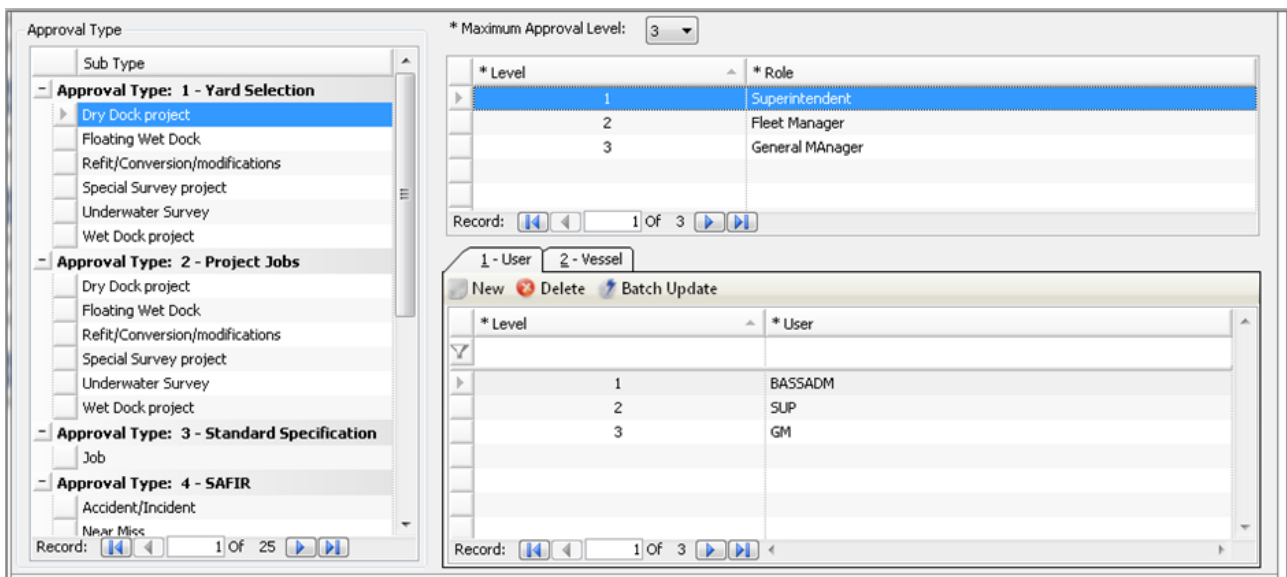 Approval Type
Sub Type
Approval Type: 1 - Yard Selection
Dry Dock project
Floating Wet Dock
Refit/Conversion/modifications
Special Survey project
Underwater Survey
Wet Dock project
Approval Type: 2 - Project Jobs
Dry Dock project
Floating Wet Dock
Refit/Conversion/modifications
Special Survey project
Underwater Survey
Wet Dock project
Approval Type: 3 - Standard Specification
Job
Approval Type: 4 - SAFIR
Accident/Incident
Near Miss
Record: 1 Of 25
* Maximum Approval Level: 3
* Level * Role
1 Superintendent
2 Fleet Manager
3 General MAnager
Record: 1 Of 3
1 - User 2 - Vessel
New Delete Batch Update
* Level * User
1 BASSADM
2 SUP
3 GM
Record: 1 Of 3